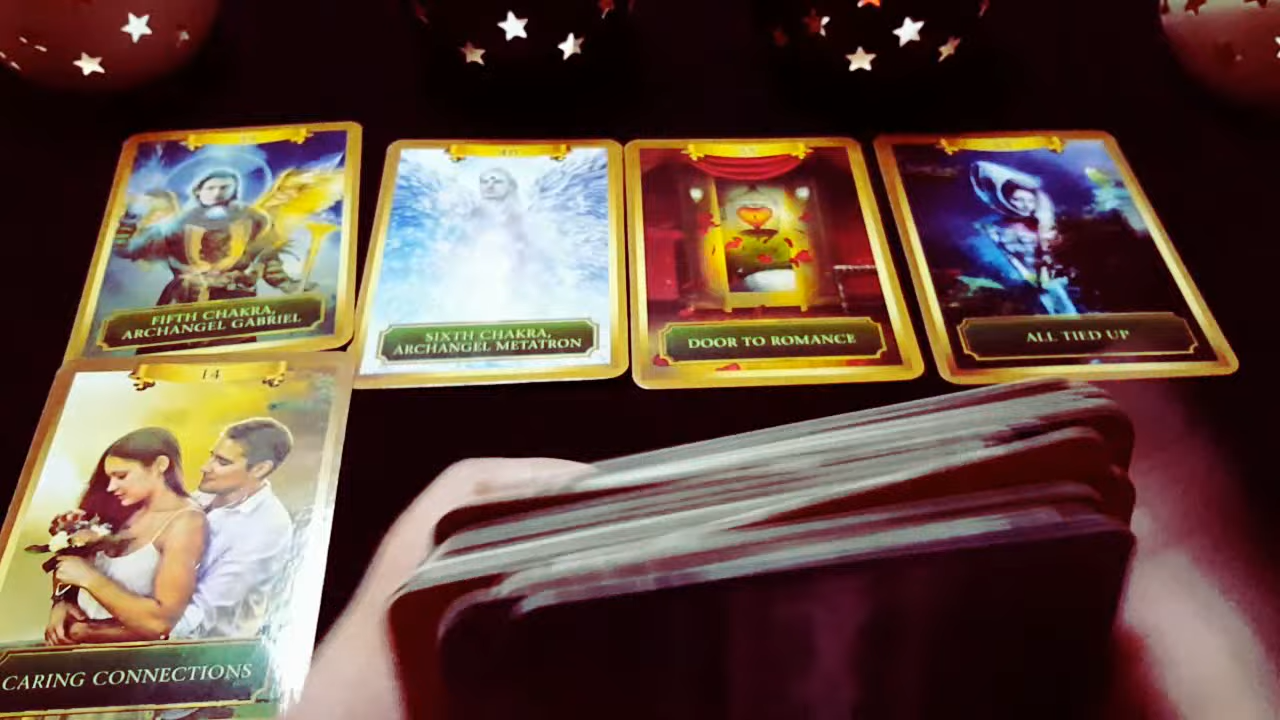 FIFTH CHAKRA,
ARCHANGEL GABRIEL
SIXTH CHAKRA,
ARCHANGEL METATRON
DOOR TO ROMANCE
ALL TIED UP
14
CARING CONNECTIONS